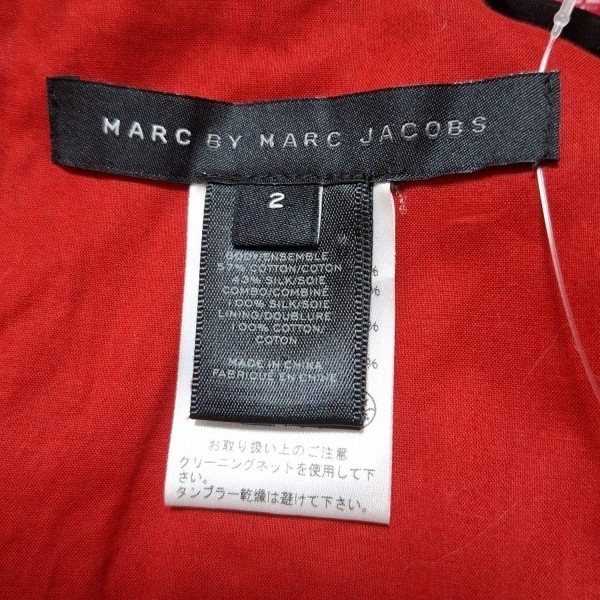 MARC BY MARC JACOBS
2
BODY/ENSEMBLE
57% COTTON/COTON
43% SILK/SOIE
COMBO/COMBINE
100% SILK/SOIE
LINING/DOUBLURE
100% COTTON/
COTON
MADE IN CHINA
FABRIQUE EN CHINE
%
%
%
お取り扱い上のご注意
クリーニングネットを使用して下
さい。
タンブラー乾燥は避けて下さい。